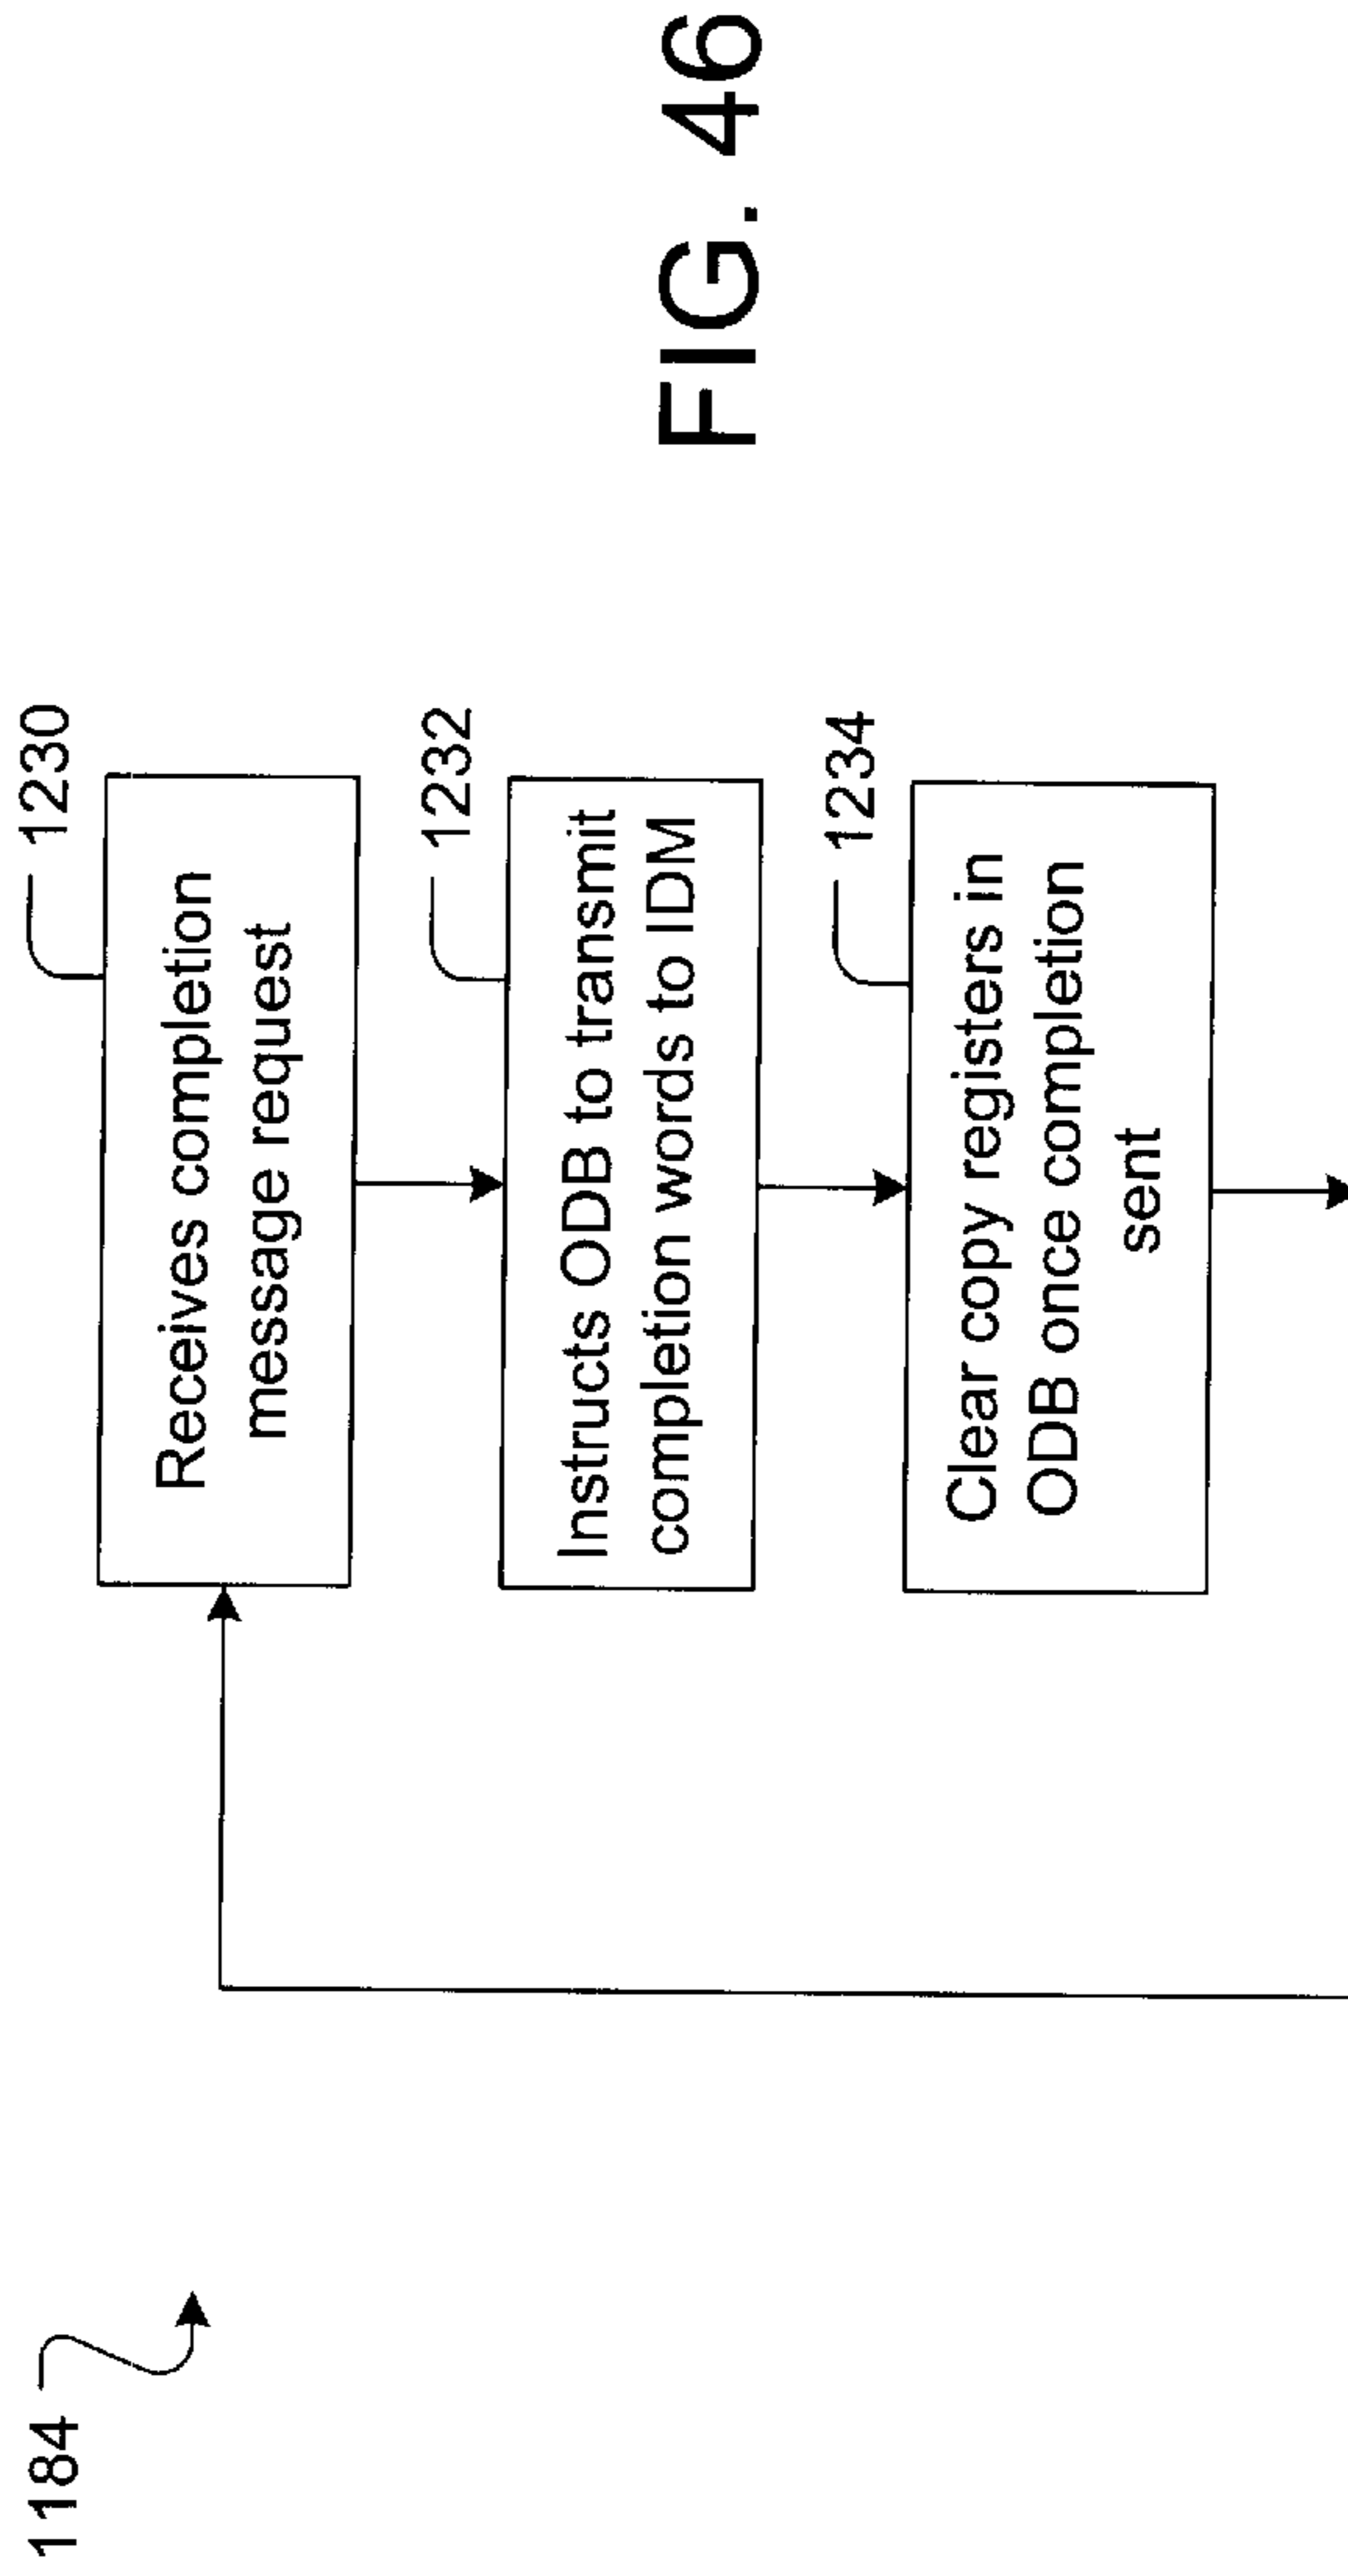 1184
1230
Receives completion
message request
1232
Instructs ODB to transmit
completion words to IDM
1234
Clear copy registers in
ODB once completion
sent
FIG. 46